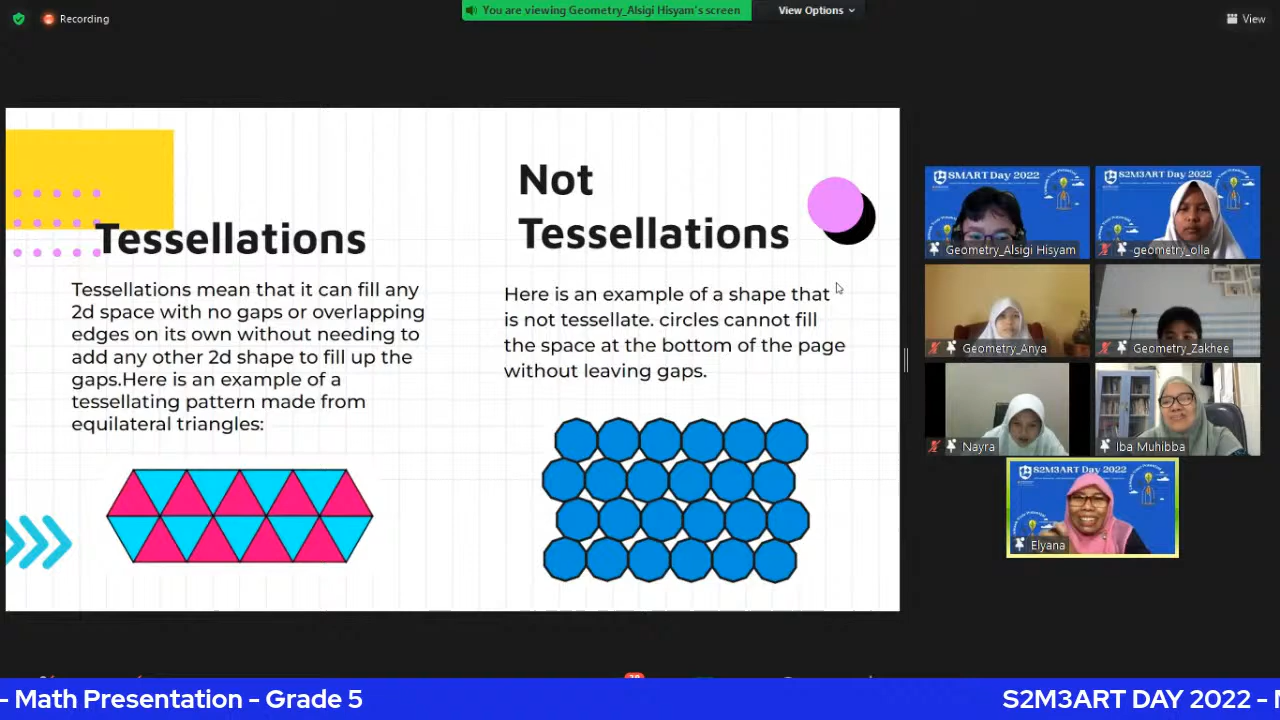 Recording
You are viewing Geometry_Alsigi Hisyam's screen
View Options
View
Tessellations
Tessellations mean that it can fill any
2d space with no gaps or overlapping
edges on its own without needing to
add any other 2d shape to fill up the
gaps.Here is an example of a
tessellating pattern made from
equilateral triangles:
Not
Tessellations
Here is an example of a shape that
is not tessellate. circles cannot fill
the space at the bottom of the page
without leaving gaps.
SMART Day 2022
Geometry_Alsigi Hisyam
S2M3ART Day 2022
geometry_olla
Geometry_Anya
Geometry_Zakhee
Nayra
Iba Muhibba
S2M3ART Day 2022
Elyana
- Math Presentation - Grade 5
S2M3ART DAY 2022 -